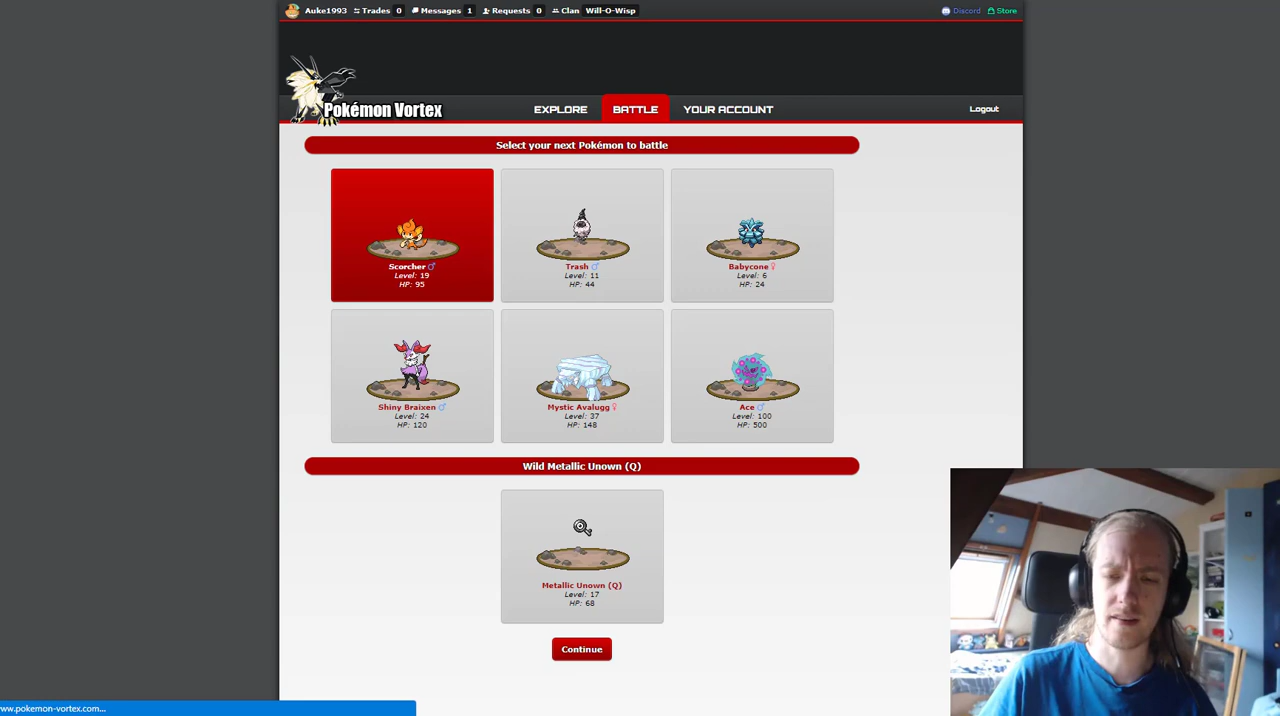 Auke1993 Trades 0 Messages 1 Requests 0 Clan Will-O-Wisp Discord Store
Pokémon Vortex EXPLORE BATTLE YOUR ACCOUNT Logout
Select your next Pokémon to battle
Scorcher ♂
Level: 19
HP: 95
Trash ♂
Level: 11
HP: 44
Babycone ♀
Level: 6
HP: 24
Shiny Braixen ♂
Level: 24
HP: 120
Mystic Avalugg ♀
Level: 37
HP: 148
Ace ♂
Level: 100
HP: 500
Wild Metallic Unown (Q)
Metallic Unown (Q)
Level: 17
HP: 68
Continue
ww.pokemon-vortex.com...